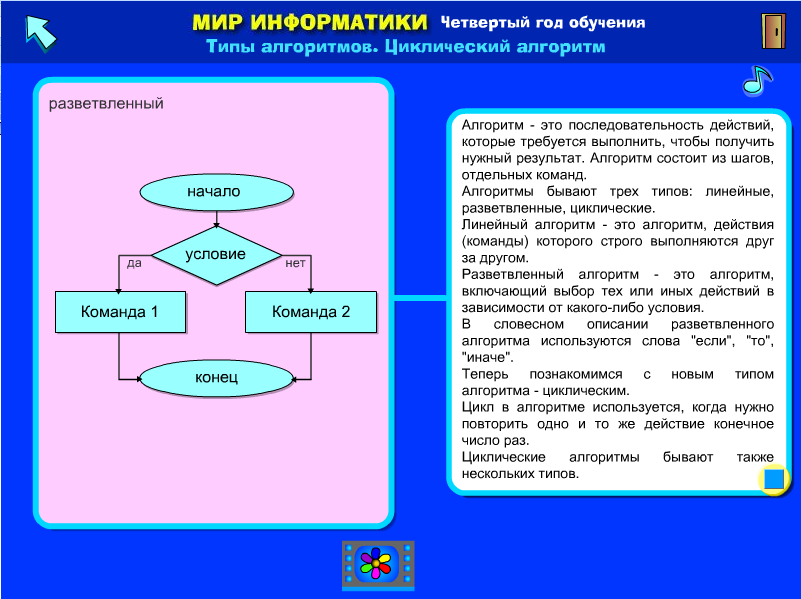 МИР ИНФОРМАТИКИ Четвертый год обучения
Типы алгоритмов. Циклический алгоритм
разветвленный
начало
условие
да
нет
Команда 1
Команда 2
конец
Алгоритм - это последовательность действий,
которые требуется выполнить, чтобы получить
нужный результат. Алгоритм состоит из шагов,
отдельных команд.
Алгоритмы бывают трех типов: линейные,
разветвленные, циклические.
Линейный алгоритм - это алгоритм, действия
(команды) которого строго выполняются друг
за другом.
Разветвленный алгоритм - это алгоритм,
включающий выбор тех или иных действий в
зависимости от какого-либо условия.
В словесном описании разветвленного
алгоритма используются слова "если", "то",
"иначе".
Теперь познакомимся с новым типом
алгоритма - циклическим.
Цикл в алгоритме используется, когда нужно
повторить одно и то же действие конечное
число раз.
Циклические алгоритмы бывают также
нескольких типов.